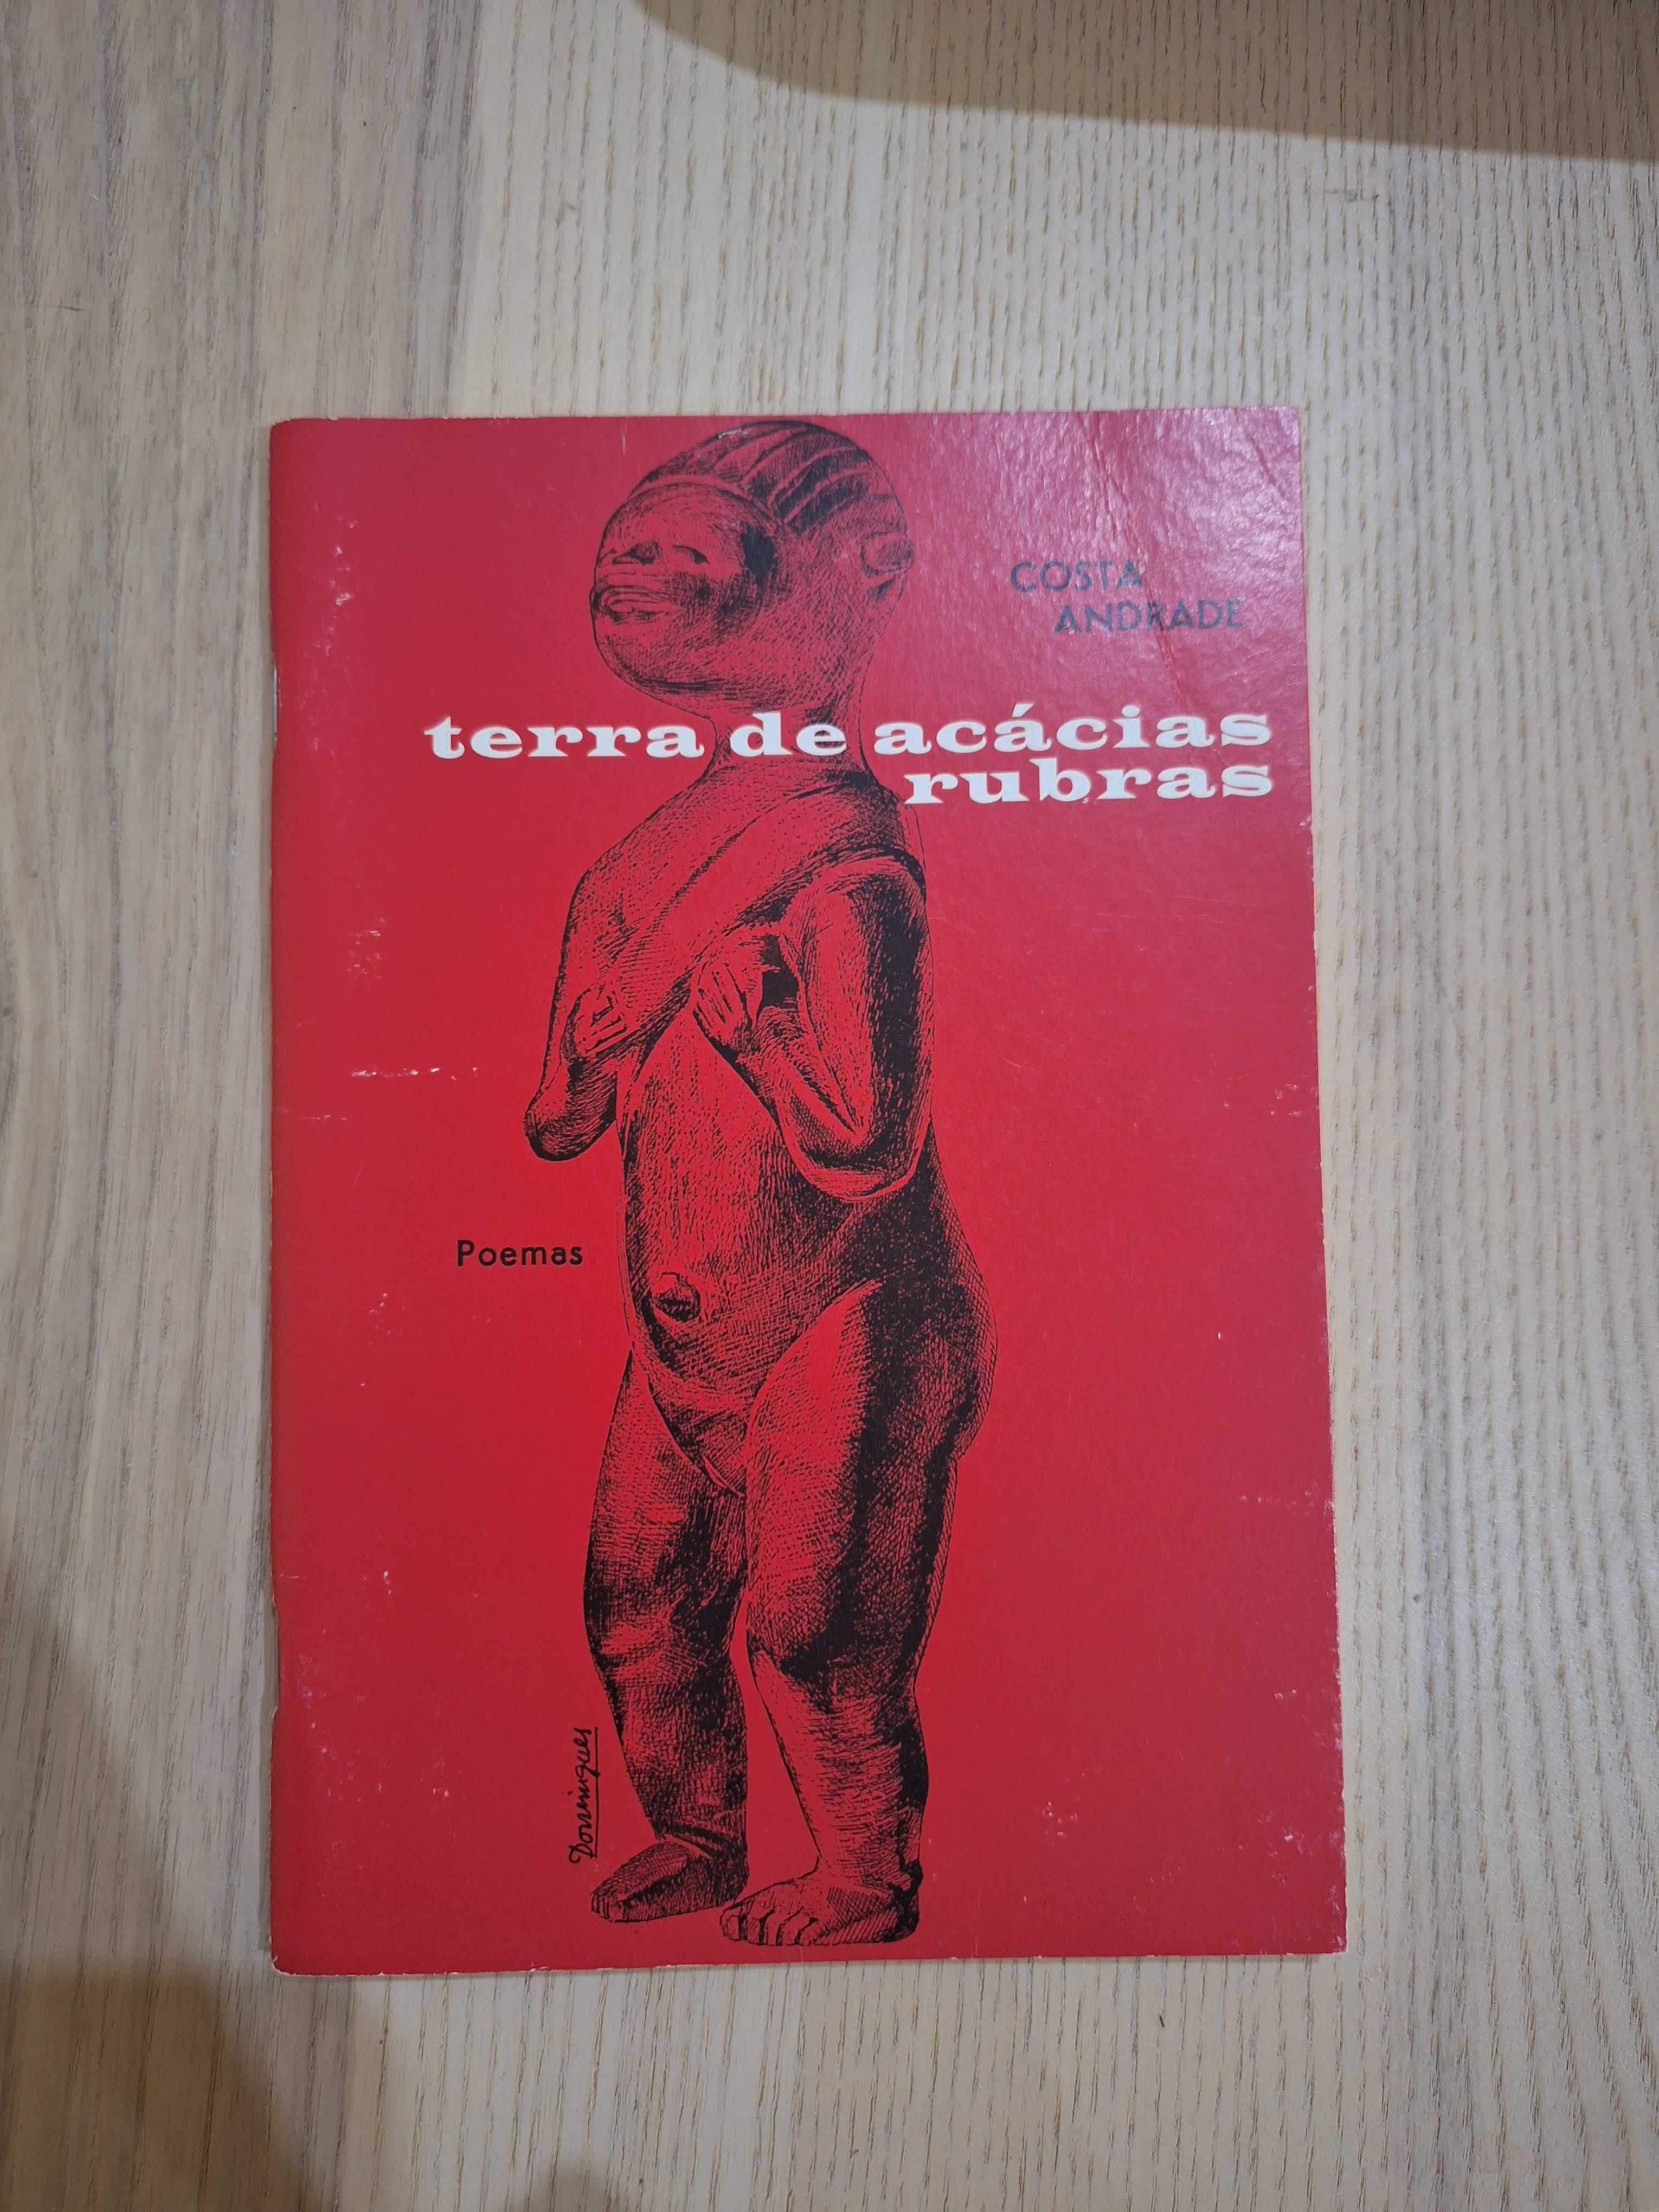 COSTA
ANDRADE
terra de acácias
rubras
Poemas
Domingues